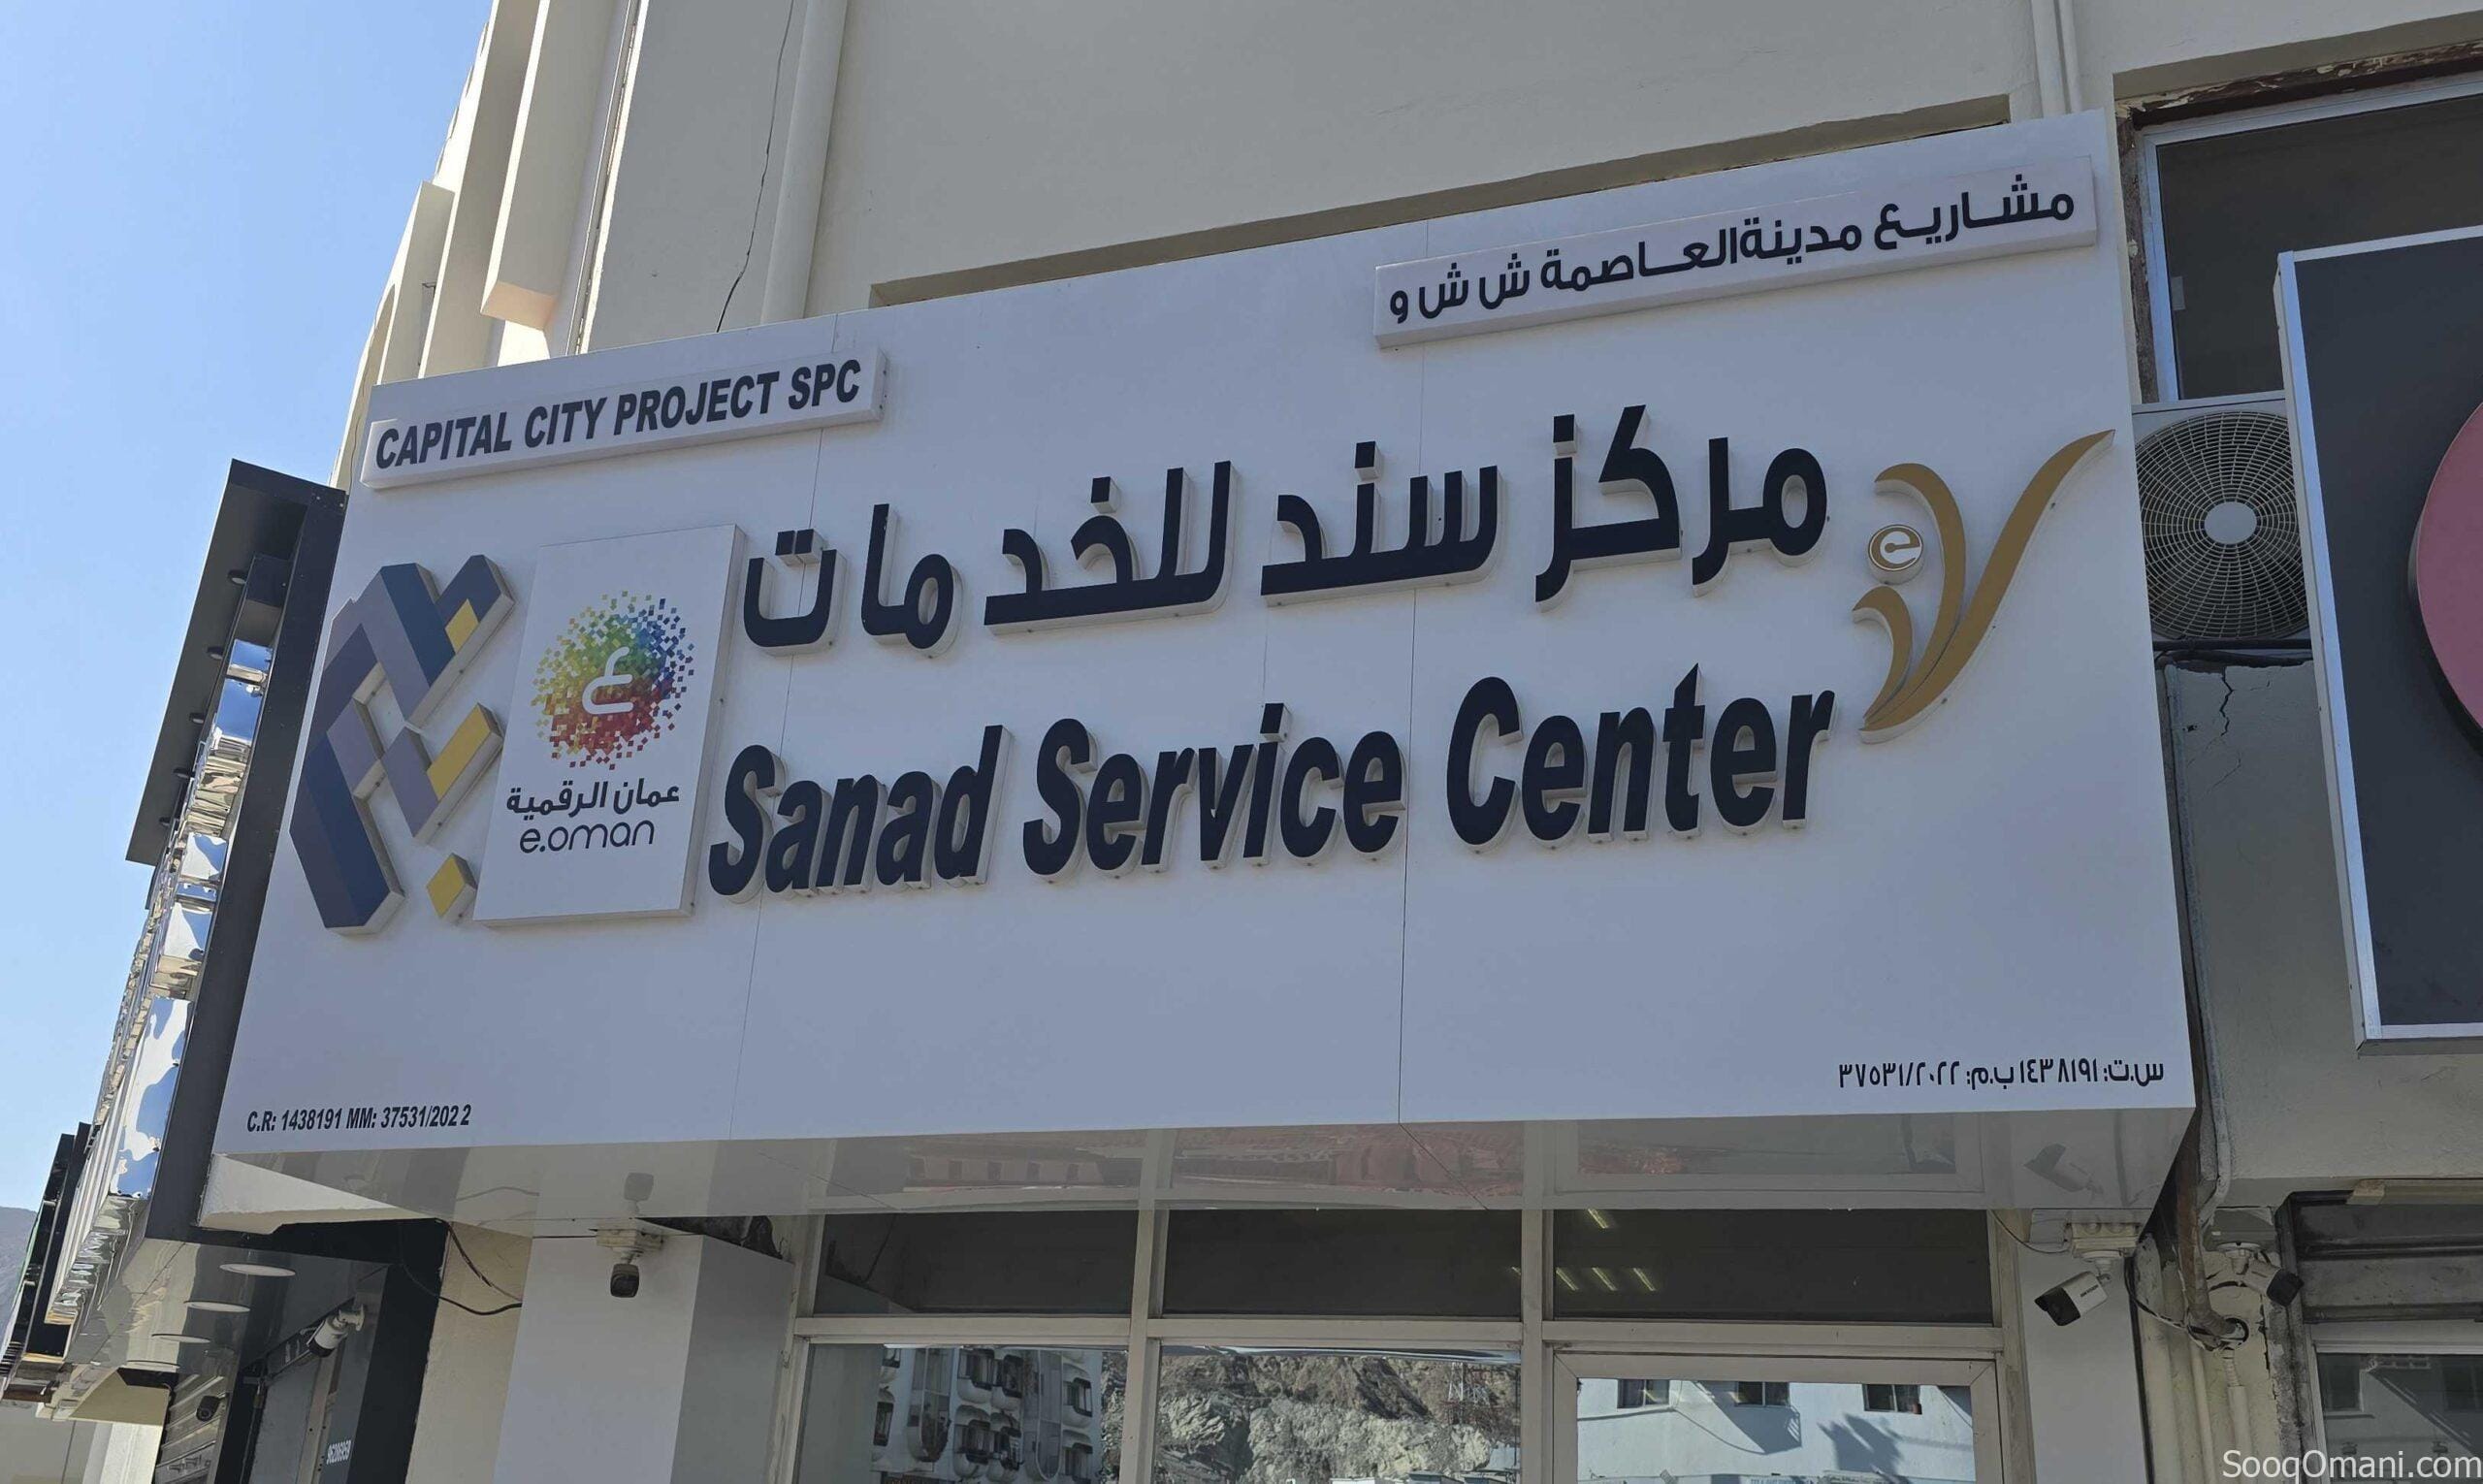 مشاريع مدينة العاصمة ش ش و
CAPITAL CITY PROJECT SPC
مركز سند للخدمات
e
ع
عمان الرقمية
e.oman
Sanad Service Center
س.ت: ١٤٣٨١٩١ ب.م: ٣٧٥٣١/٢٠٢٢
C.R: 1438191 MM: 37531/2022
SooqOmani.com